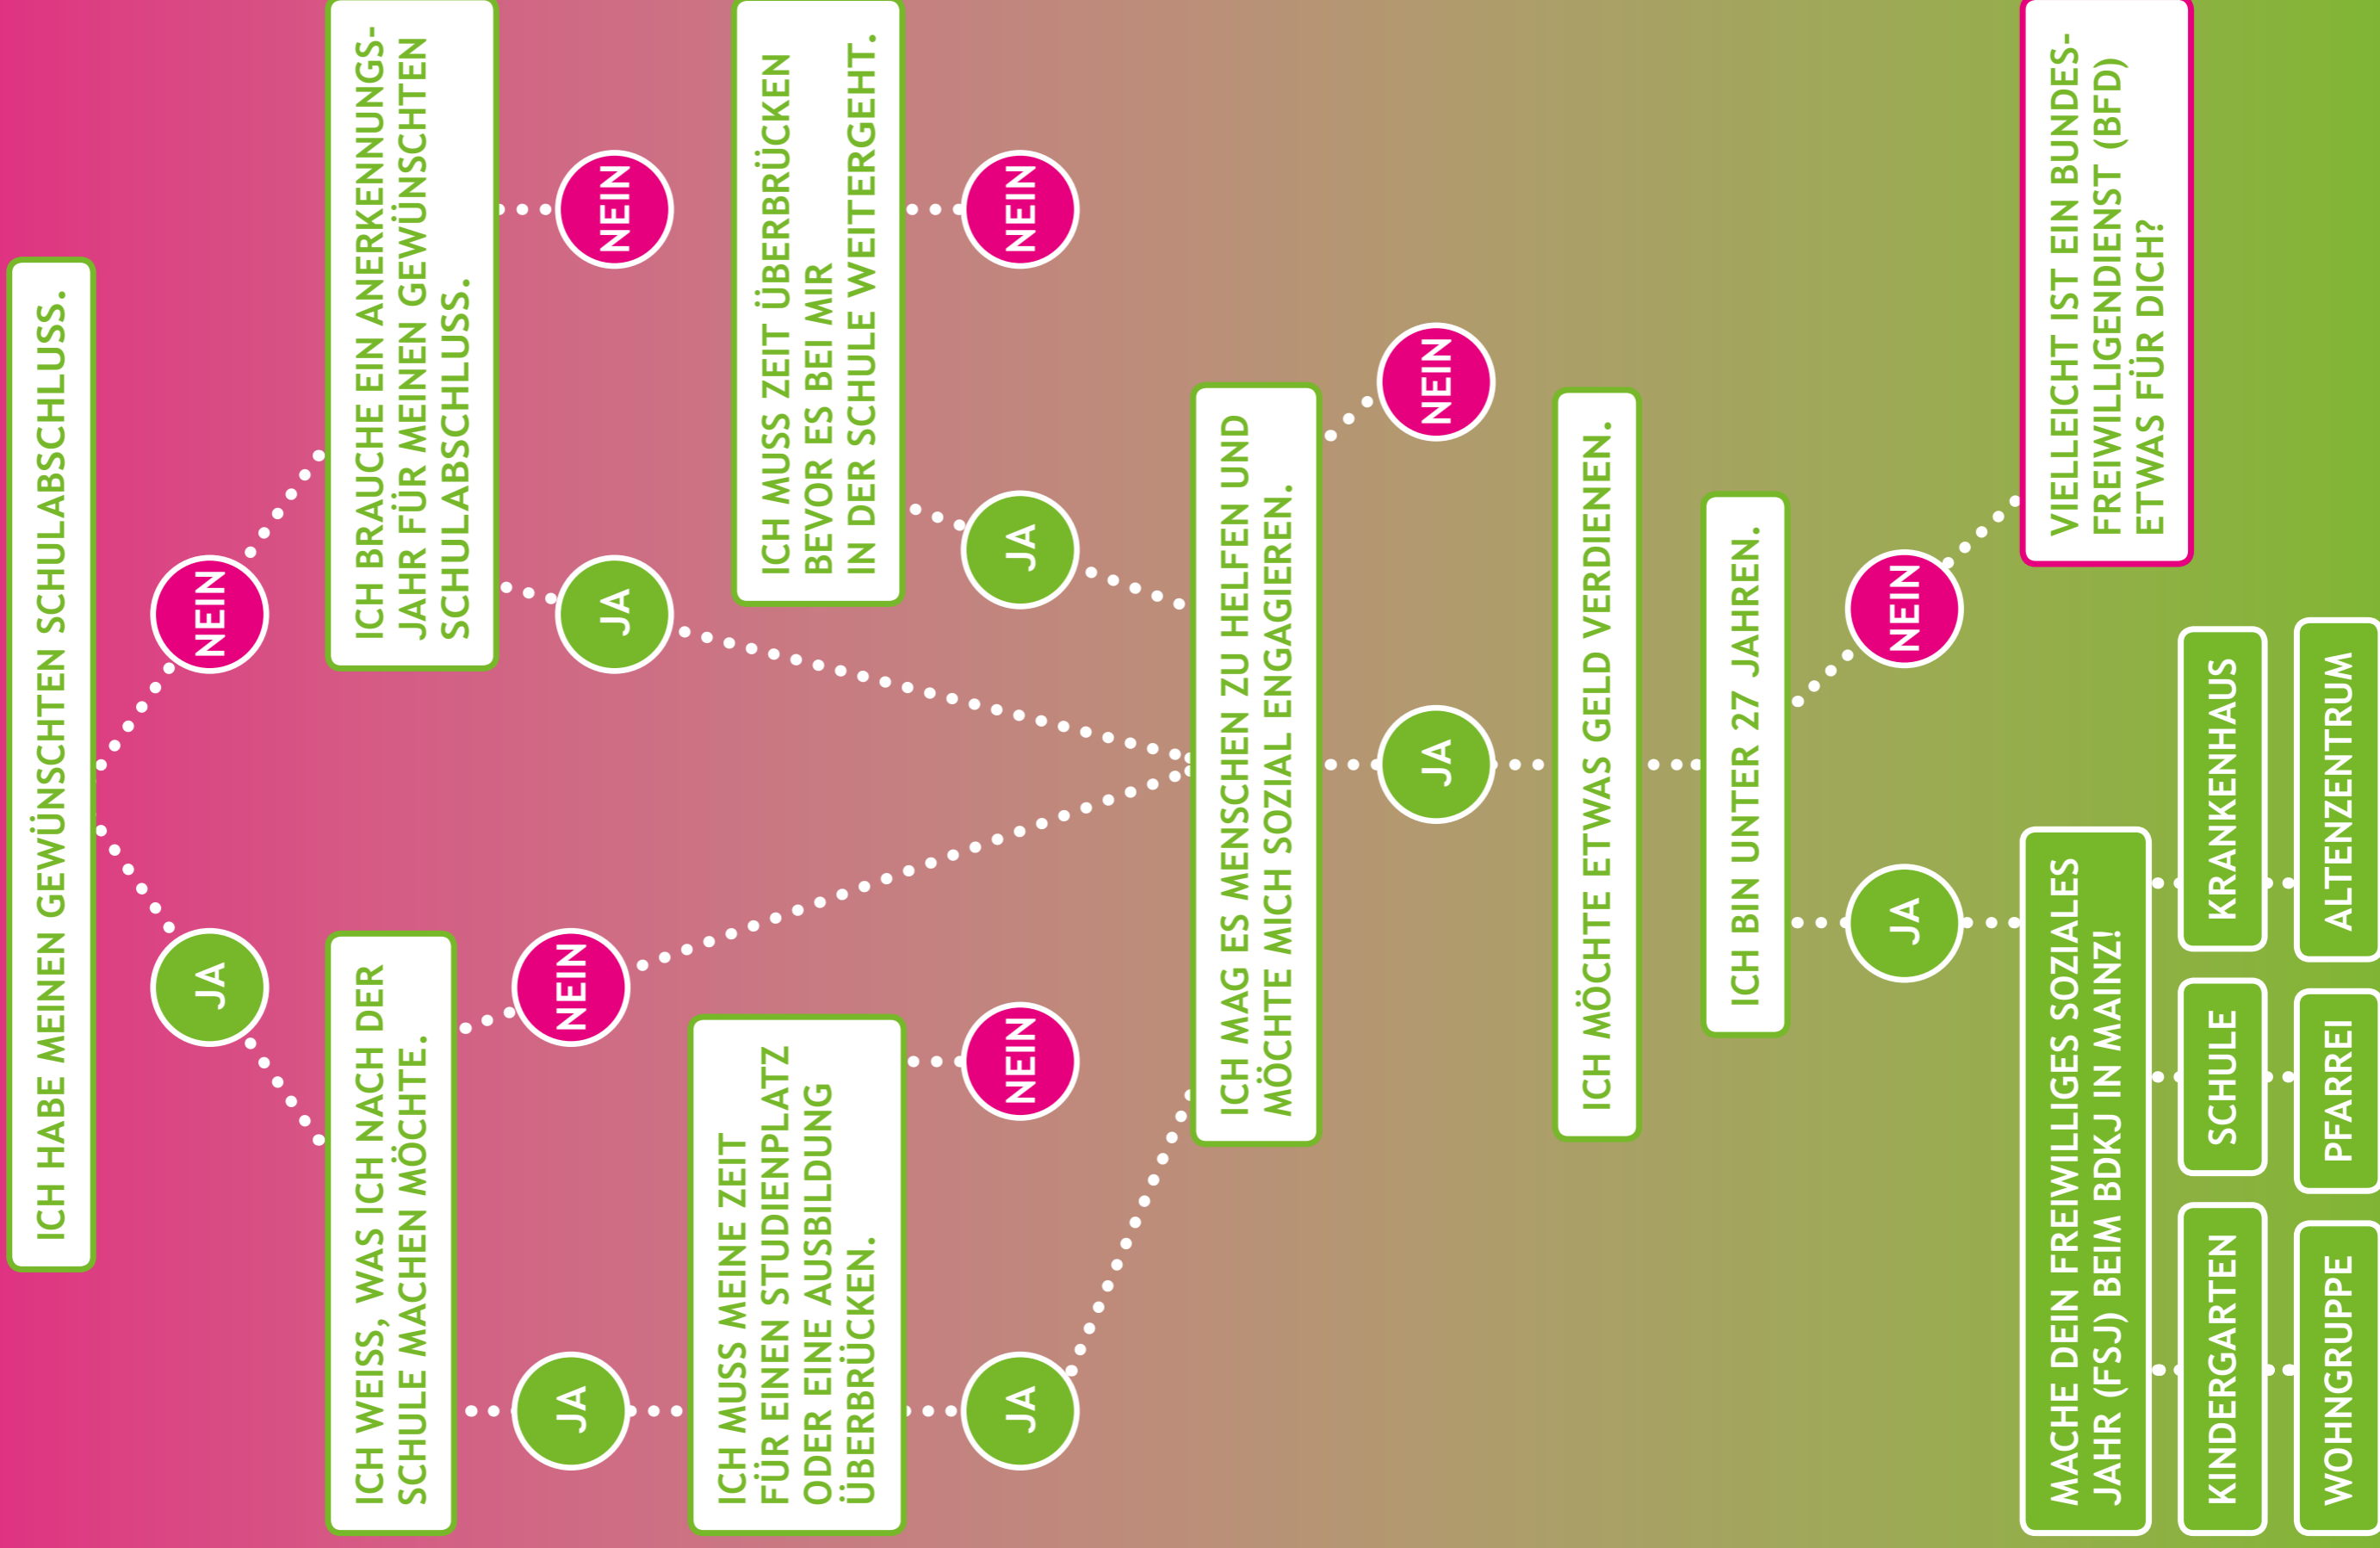 ICH HABE MEINEN GEWÜNSCHTEN SCHULABSCHLUSS.
JA
NEIN
ICH WEISS, WAS ICH NACH DER
SCHULE MACHEN MÖCHTE.
ICH BRAUCHE EIN ANERKENNUNGS-
JAHR FÜR MEINEN GEWÜNSCHTEN
SCHULABSCHLUSS.
JA
NEIN
JA
NEIN
ICH MUSS MEINE ZEIT
FÜR EINEN STUDIENPLATZ
ODER EINE AUSBILDUNG
ÜBERBRÜCKEN.
ICH MUSS ZEIT ÜBERBRÜCKEN
BEVOR ES BEI MIR
IN DER SCHULE WEITERGEHT.
JA
NEIN
JA
NEIN
ICH MAG ES MENSCHEN ZU HELFEN UND
MÖCHTE MICH SOZIAL ENGAGIEREN.
JA
NEIN
ICH MÖCHTE ETWAS GELD VERDIENEN.
ICH BIN UNTER 27 JAHREN.
JA
NEIN
MACHE DEIN FREIWILLIGES SOZIALES
JAHR (FSJ) BEIM BDKJ IN MAINZ!
VIELLEICHT IST EIN BUNDES-
FREIWILLIGENDIENST (BFD)
ETWAS FÜR DICH?
KINDERGARTEN
SCHULE
KRANKENHAUS
WOHNGRUPPE
PFARREI
ALTENZENTRUM